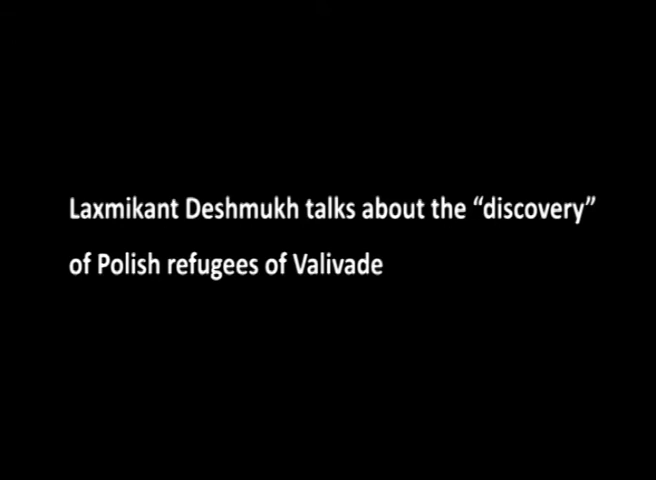 Laxmikant Deshmukh talks about the “discovery”
of Polish refugees of Valivade